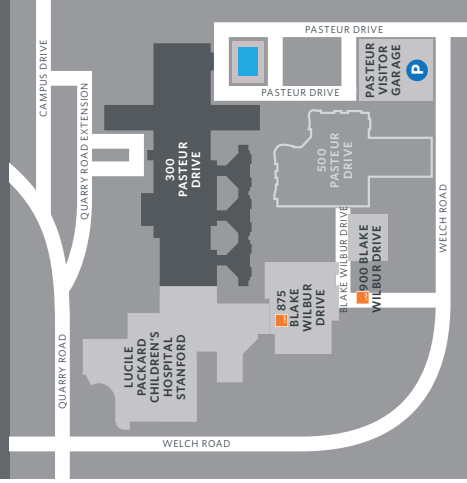 PASTEUR DRIVE
CAMPUS DRIVE
PASTEUR
VISITOR
GARAGE
P
PASTEUR DRIVE
QUARRY ROAD EXTENSION
300
PASTEUR
DRIVE
500
PASTEUR
DRIVE
WELCH ROAD
BLAKE WILBUR DRIVE
900 BLAKE
WILBUR DRIVE
875
BLAKE
WILBUR
DRIVE
LUCILE
PACKARD
CHILDREN'S
HOSPITAL
STANFORD
QUARRY ROAD
WELCH ROAD